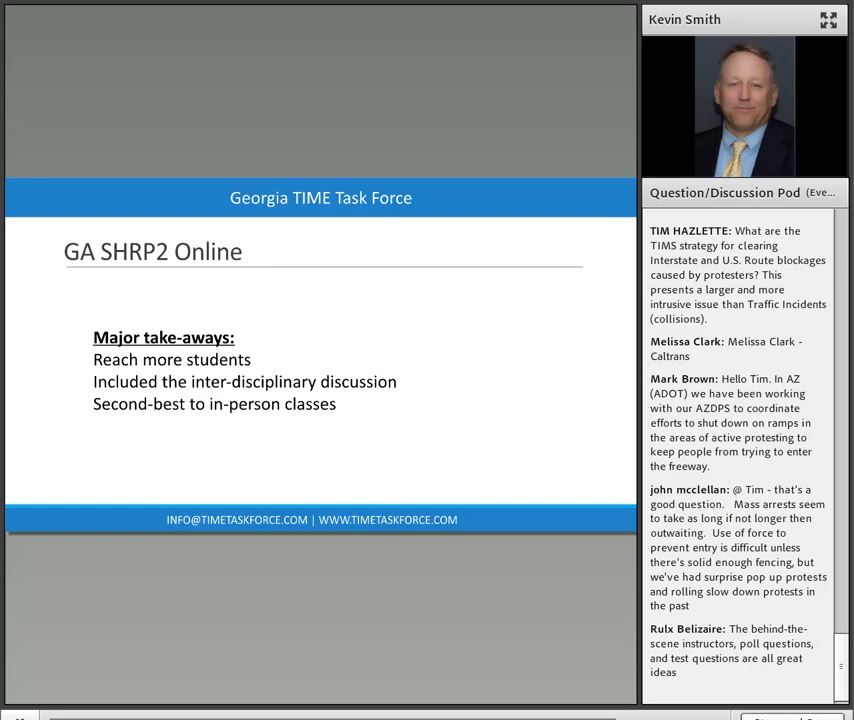 Kevin Smith
Georgia TIME Task Force
GA SHRP2 Online
Major take-aways:
Reach more students
Included the inter-disciplinary discussion
Second-best to in-person classes
INFO@TIMETASKFORCE.COM | WWW.TIMETASKFORCE.COM
Question/Discussion Pod (Eve...
TIM HAZLETTE: What are the
TIMS strategy for clearing
Interstate and U.S. Route blockages
caused by protesters? This
presents a larger and more
intrusive issue than Traffic Incidents
(collisions).
Melissa Clark: Melissa Clark -
Caltrans
Mark Brown: Hello Tim. In AZ
(ADOT) we have been working
with our AZDPS to coordinate
efforts to shut down on ramps in
the areas of active protesting to
keep people from trying to enter
the freeway.
john mcclellan: @ Tim - that's a
good question. Mass arrests seem
to take as long if not longer then
outwaiting. Use of force to
prevent entry is difficult unless
there's solid enough fencing, but
we've had surprise pop up protests
and rolling slow down protests in
the past
Rulx Belizaire: The behind-the-
scene instructors, poll questions,
and test questions are all great
ideas